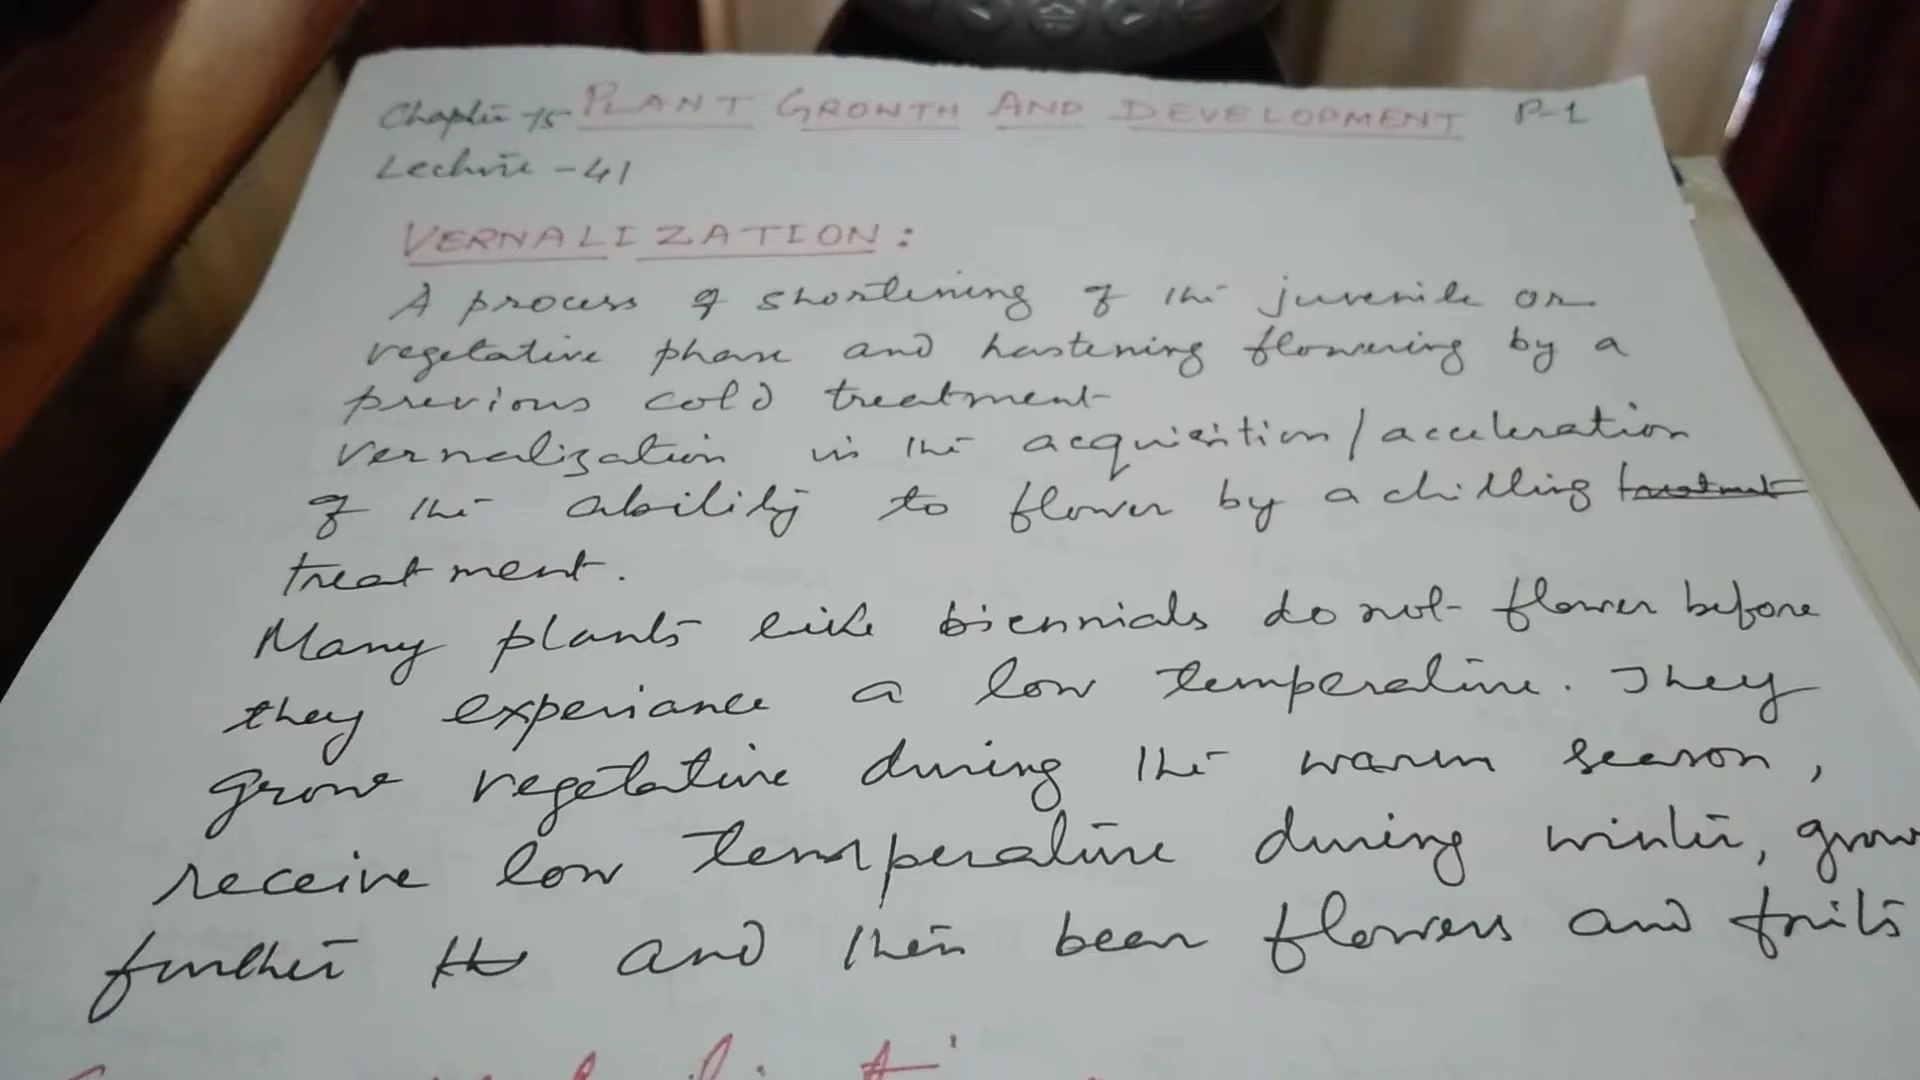 Chapter 15 PLANT GROWTH AND DEVELOPMENT P-1
Lecture - 41
VERNALIZATION:
A process of shortening of the juvenile or
vegetative phase and hastening flowering by a
previous cold treatment
vernalization is the acquisition/acceleration
of the ability to flower by a chilling treatment
treatment.
Many plants like biennials do not flower before
they experiance a low temperature. They
grow vegetative during the warm season,
receive low temperature during winter, grow
further and then bear flowers and fruits